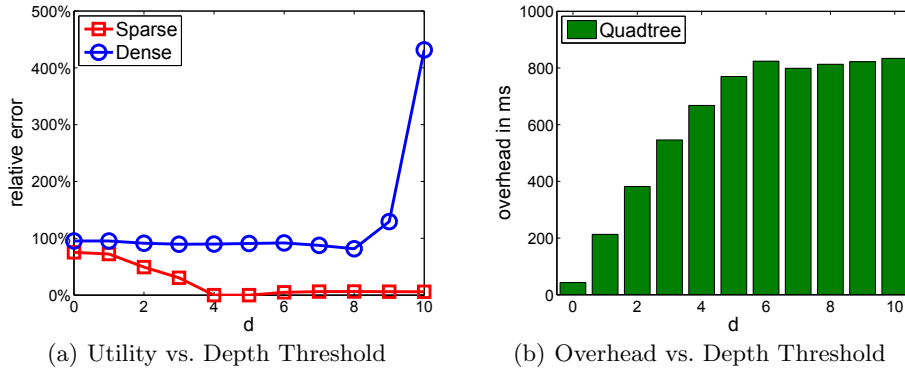 500%
400%
300%
200%
100%
0%
relative error
Sparse
Dense
0 2 4 6 8 10
d
(a) Utility vs. Depth Threshold
1000
800
600
400
200
0
overhead in ms
Quadtree
0 2 4 6 8 10
d
(b) Overhead vs. Depth Threshold